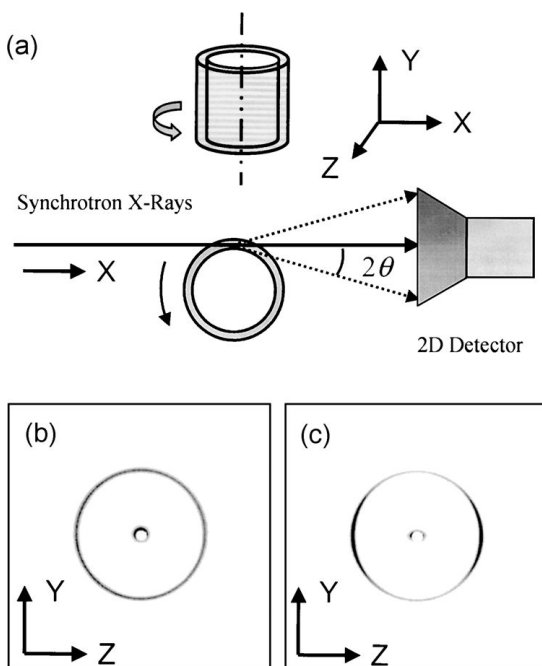 (a)
Y
X
Z
Synchrotron X-Rays
X
2θ
2D Detector
(b)
Y
Z
(c)
Y
Z